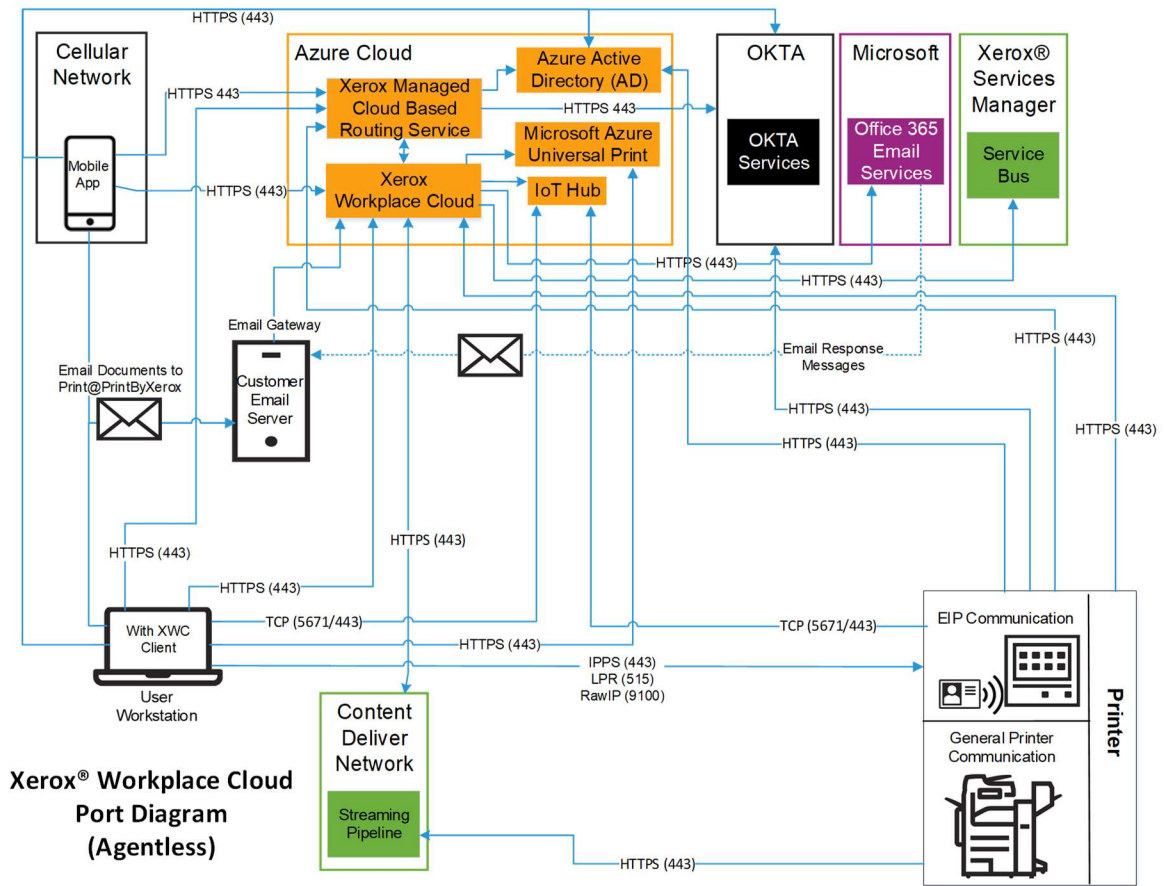 HTTPS (443)
Cellular
Network
Mobile
App
HTTPS 443
HTTPS (443)
Azure Cloud
Azure Active
Directory (AD)
Xerox Managed
Cloud Based
Routing Service
HTTPS 443
Microsoft Azure
Universal Print
Xerox
Workplace Cloud
IoT Hub
OKTA
OKTA
Services
Microsoft
Office 365
Email
Services
Xerox®
Services
Manager
Service
Bus
HTTPS (443)
HTTPS (443)
Email Gateway
Customer
Email
Server
Email Response
Messages
HTTPS (443)
Email Documents to
Print@PrintByXerox
HTTPS (443)
HTTPS (443)
HTTPS (443)
HTTPS (443)
HTTPS (443)
HTTPS (443)
TCP (5671/443)
TCP (5671/443)
HTTPS (443)
With XWC
Client
User
Workstation
IPPS (443)
LPR (515)
RawIP (9100)
EIP Communication
General Printer
Communication
Printer
Content
Deliver
Network
Streaming
Pipeline
HTTPS (443)
Xerox® Workplace Cloud
Port Diagram
(Agentless)